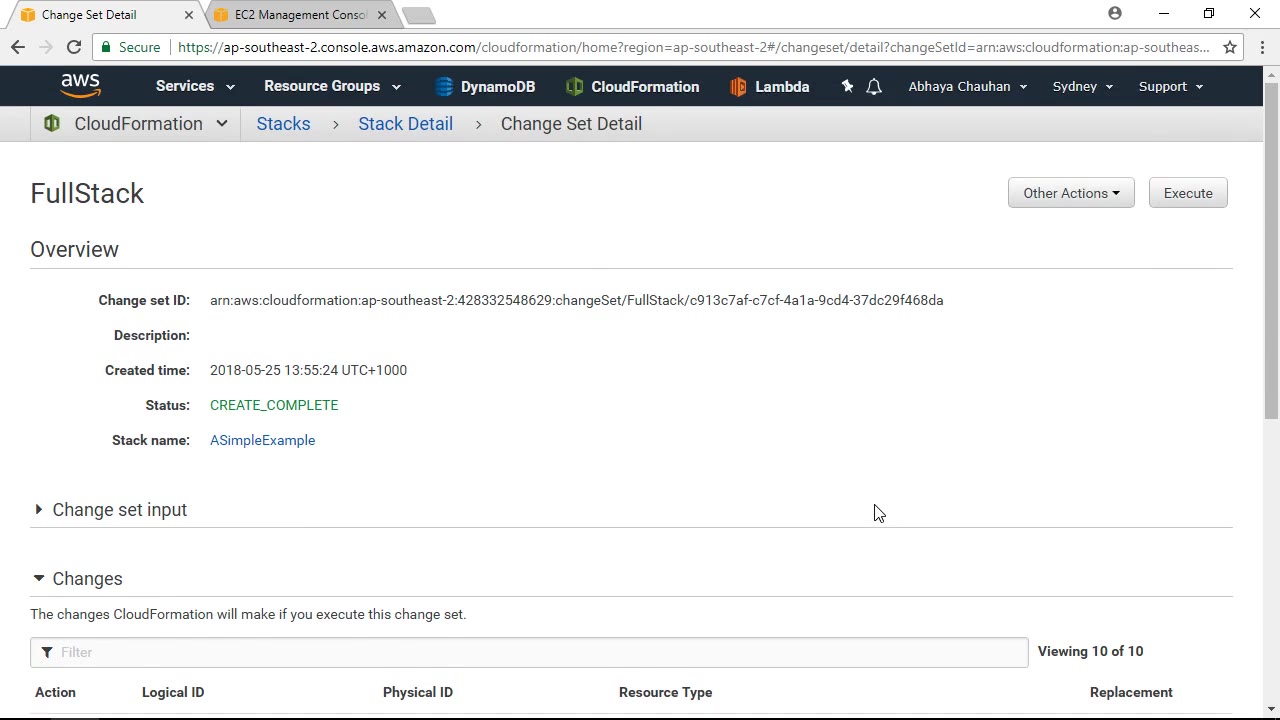 Change Set Detail
EC2 Management Consol
Secure
https://ap-southeast-2.console.aws.amazon.com/cloudformation/home?region=ap-southeast-2#/changeset/detail?changeSetId=arn:aws:cloudformation:ap-southeas...
aws
Services
Resource Groups
DynamoDB
CloudFormation
Lambda
Abhaya Chauhan
Sydney
Support
CloudFormation
Stacks > Stack Detail > Change Set Detail
FullStack
Other Actions
Execute
Overview
Change set ID: arn:aws:cloudformation:ap-southeast-2:428332548629:changeSet/FullStack/c913c7af-c7cf-4a1a-9cd4-37dc29f468da
Description:
Created time: 2018-05-25 13:55:24 UTC+1000
Status: CREATE_COMPLETE
Stack name: ASimpleExample
Change set input
Changes
The changes CloudFormation will make if you execute this change set.
Filter
Viewing 10 of 10
Action Logical ID Physical ID Resource Type Replacement